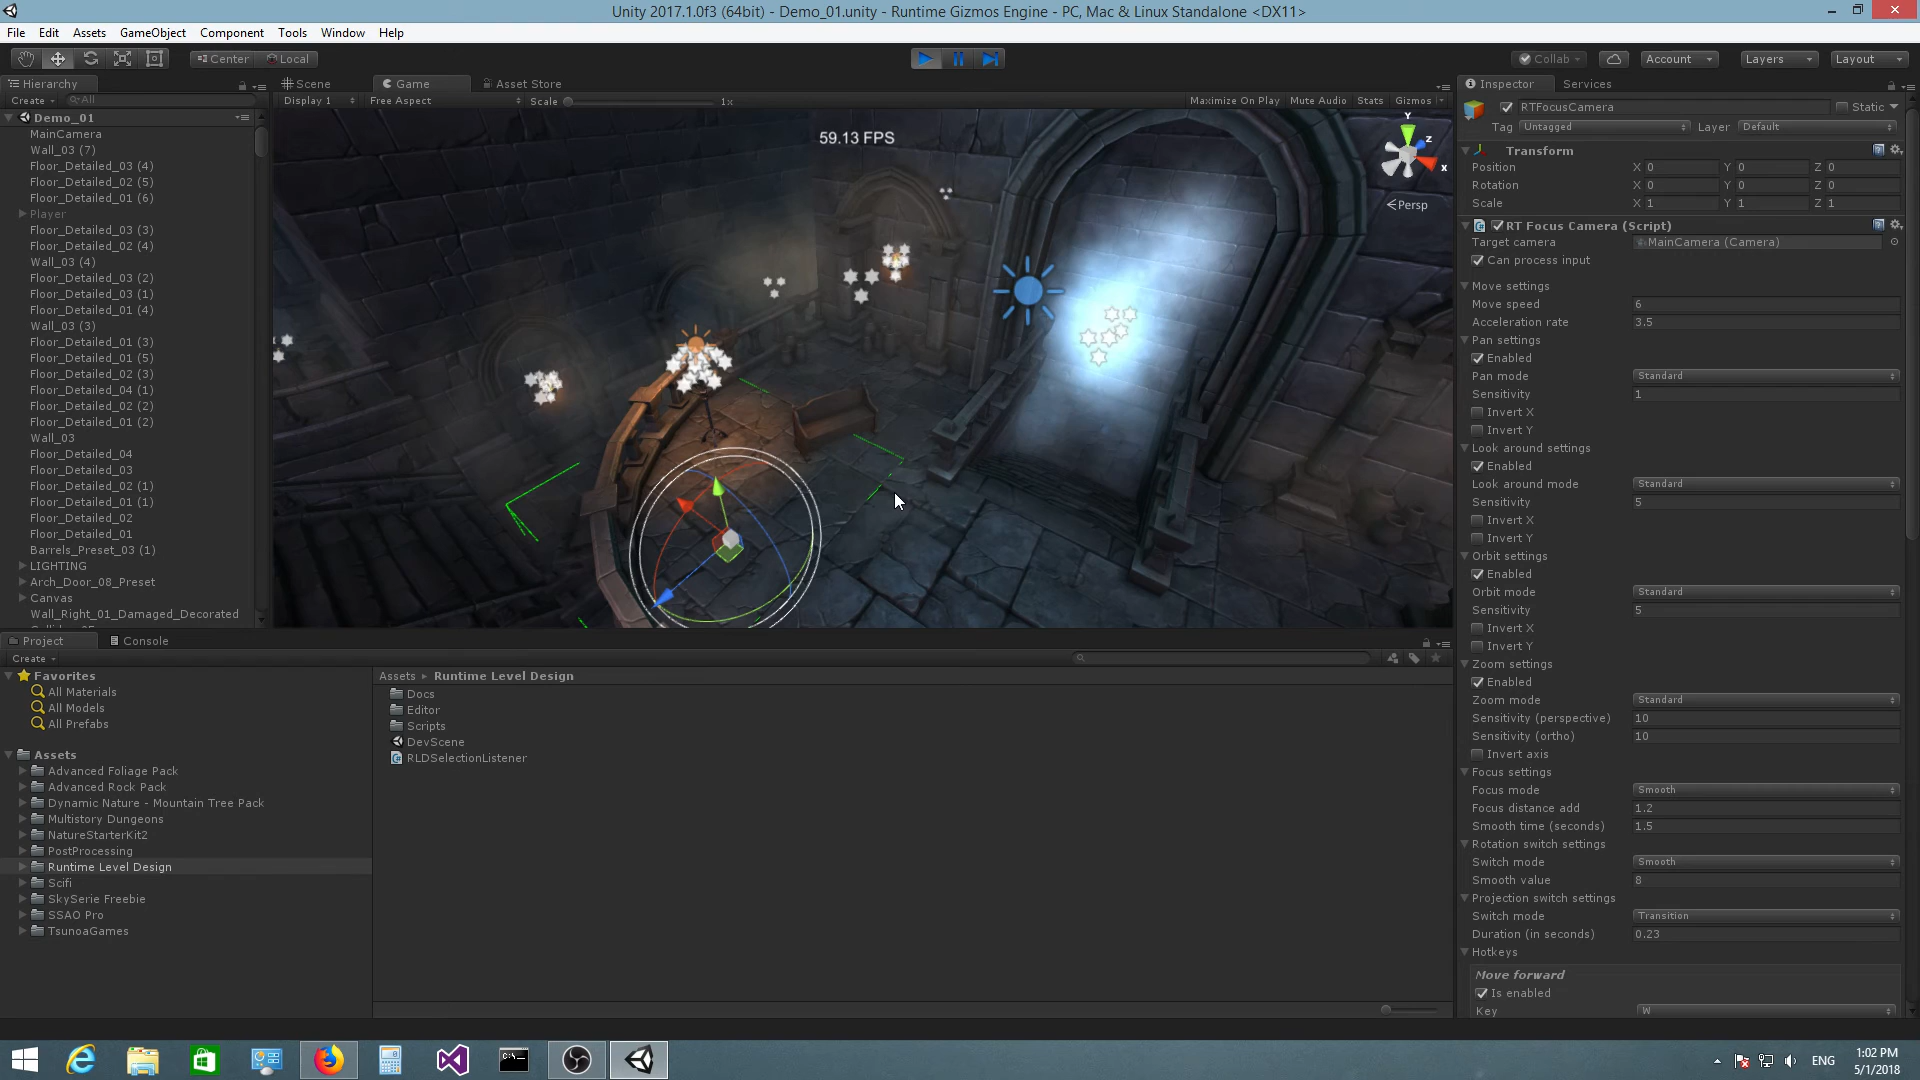 Unity 2017.1.0f3 (64bit) - Demo_01.unity - Runtime Gizmos Engine - PC, Mac & Linux Standalone <DX11>
File Edit Assets GameObject Component Tools Window Help
Center Local Collab Account Layers Layout
Hierarchy
Create All
Demo_01
MainCamera
Wall_03 (7)
Floor_Detailed_03 (4)
Floor_Detailed_02 (5)
Floor_Detailed_01 (6)
Player
Floor_Detailed_03 (3)
Floor_Detailed_02 (4)
Wall_03 (4)
Floor_Detailed_03 (2)
Floor_Detailed_03 (1)
Floor_Detailed_01 (4)
Wall_03 (3)
Floor_Detailed_01 (3)
Floor_Detailed_01 (5)
Floor_Detailed_02 (3)
Floor_Detailed_04 (1)
Floor_Detailed_02 (2)
Floor_Detailed_01 (2)
Wall_03
Floor_Detailed_04
Floor_Detailed_03
Floor_Detailed_02 (1)
Floor_Detailed_01 (1)
Floor_Detailed_02
Floor_Detailed_01
Barrels_Preset_03 (1)
LIGHTING
Arch_Door_08_Preset
Canvas
Wall_Right_01_Damaged_Decorated
Scene Game Asset Store
Display 1 Free Aspect Scale 1x Maximize On Play Mute Audio Stats Gizmos
59.13 FPS
Y
Z
X
Persp
Project Console
Create
Favorites
All Materials
All Models
All Prefabs
Assets
Advanced Foliage Pack
Advanced Rock Pack
Dynamic Nature - Mountain Tree Pack
Multistory Dungeons
NatureStarterKit2
PostProcessing
Runtime Level Design
Scifi
SkySerie Freebie
SSAO Pro
TsunoaGames
Assets Runtime Level Design
Docs
Editor
Scripts
DevScene
RLDSelectionListener
Inspector Services
RTFocusCamera Static
Tag Untagged Layer Default
Transform
Position X 0 Y 0 Z 0
Rotation X 0 Y 0 Z 0
Scale X 1 Y 1 Z 1
RT Focus Camera (Script)
Target camera MainCamera (Camera)
Can process input
Move settings
Move speed 6
Acceleration rate 3.5
Pan settings
Enabled
Pan mode Standard
Sensitivity 1
Invert X
Invert Y
Look around settings
Enabled
Look around mode Standard
Sensitivity 5
Invert X
Invert Y
Orbit settings
Enabled
Orbit mode Standard
Sensitivity 5
Invert X
Invert Y
Zoom settings
Enabled
Zoom mode Standard
Sensitivity (perspective) 10
Sensitivity (ortho) 10
Invert axis
Focus settings
Focus mode Smooth
Focus distance add 1.2
Smooth time (seconds) 1.5
Rotation switch settings
Switch mode Smooth
Smooth value 8
Projection switch settings
Switch mode Transition
Duration (in seconds) 0.23
Hotkeys
Move forward
Is enabled
Key W
ENG
1:02 PM
5/1/2018